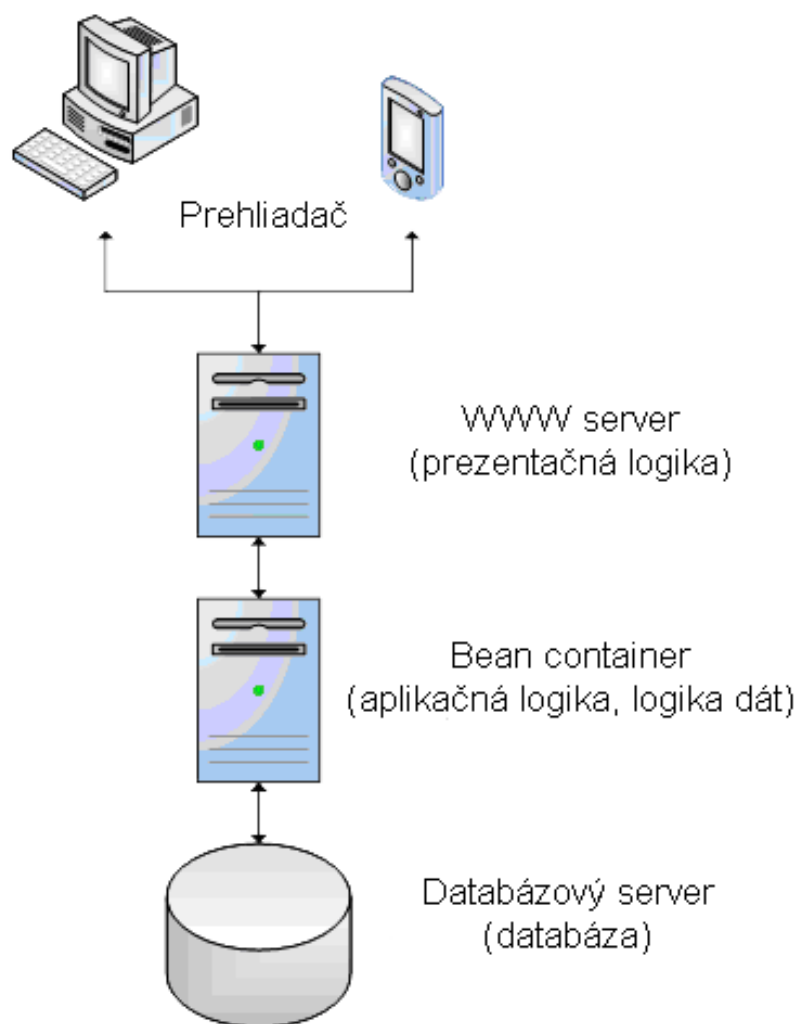 Prehliadač
WWW server
(prezentačná logika)
Bean container
(aplikačná logika, logika dát)
Databázový server
(databáza)